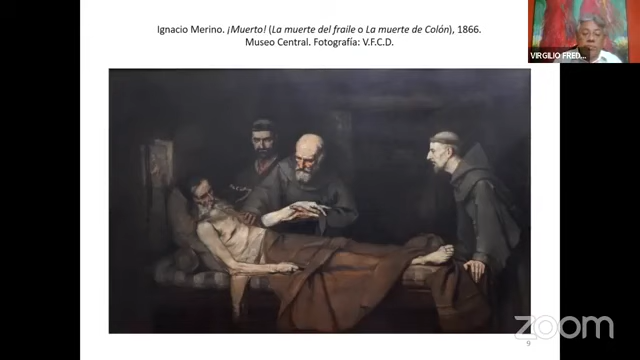 Ignacio Merino. ¡Muerto! (La muerte del fraile o La muerte de Colón), 1866.
Museo Central. Fotografía: V.F.C.D.
VIRGILIO FRED...
zoom
9